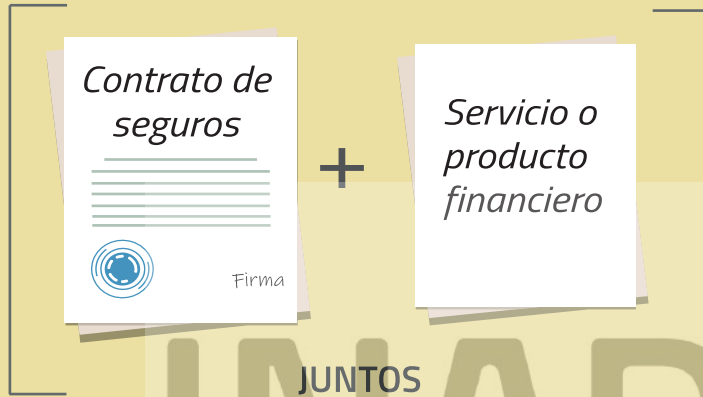 Contrato de
seguros
Firma
+
Servicio o
producto
financiero
JUNTOS